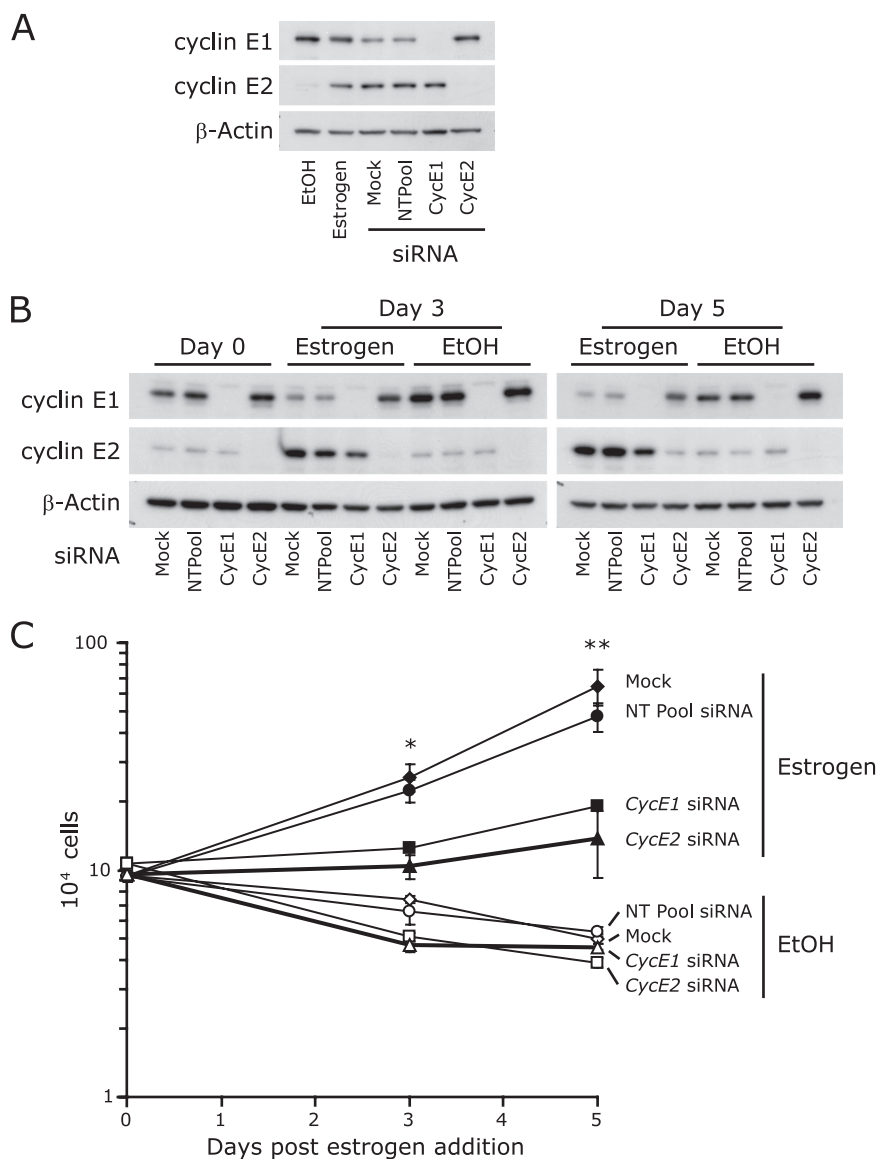 A
cyclin E1
cyclin E2
β-Actin
EtOH
Estrogen
Mock
NTPool
CycE1
CycE2
siRNA
B
Day 3
Day 5
Day 0
Estrogen
EtOH
Estrogen
EtOH
cyclin E1
cyclin E2
β-Actin
siRNA
Mock
NTPool
CycE1
CycE2
Mock
NTPool
CycE1
CycE2
Mock
NTPool
CycE1
CycE2
Mock
NTPool
CycE1
CycE2
Mock
NTPool
CycE1
CycE2
C
100
10
1
10⁴ cells
*
**
Mock
NT Pool siRNA
CycE1 siRNA
CycE2 siRNA
Estrogen
NT Pool siRNA
Mock
CycE1 siRNA
CycE2 siRNA
EtOH
0 1 2 3 4 5
Days post estrogen addition